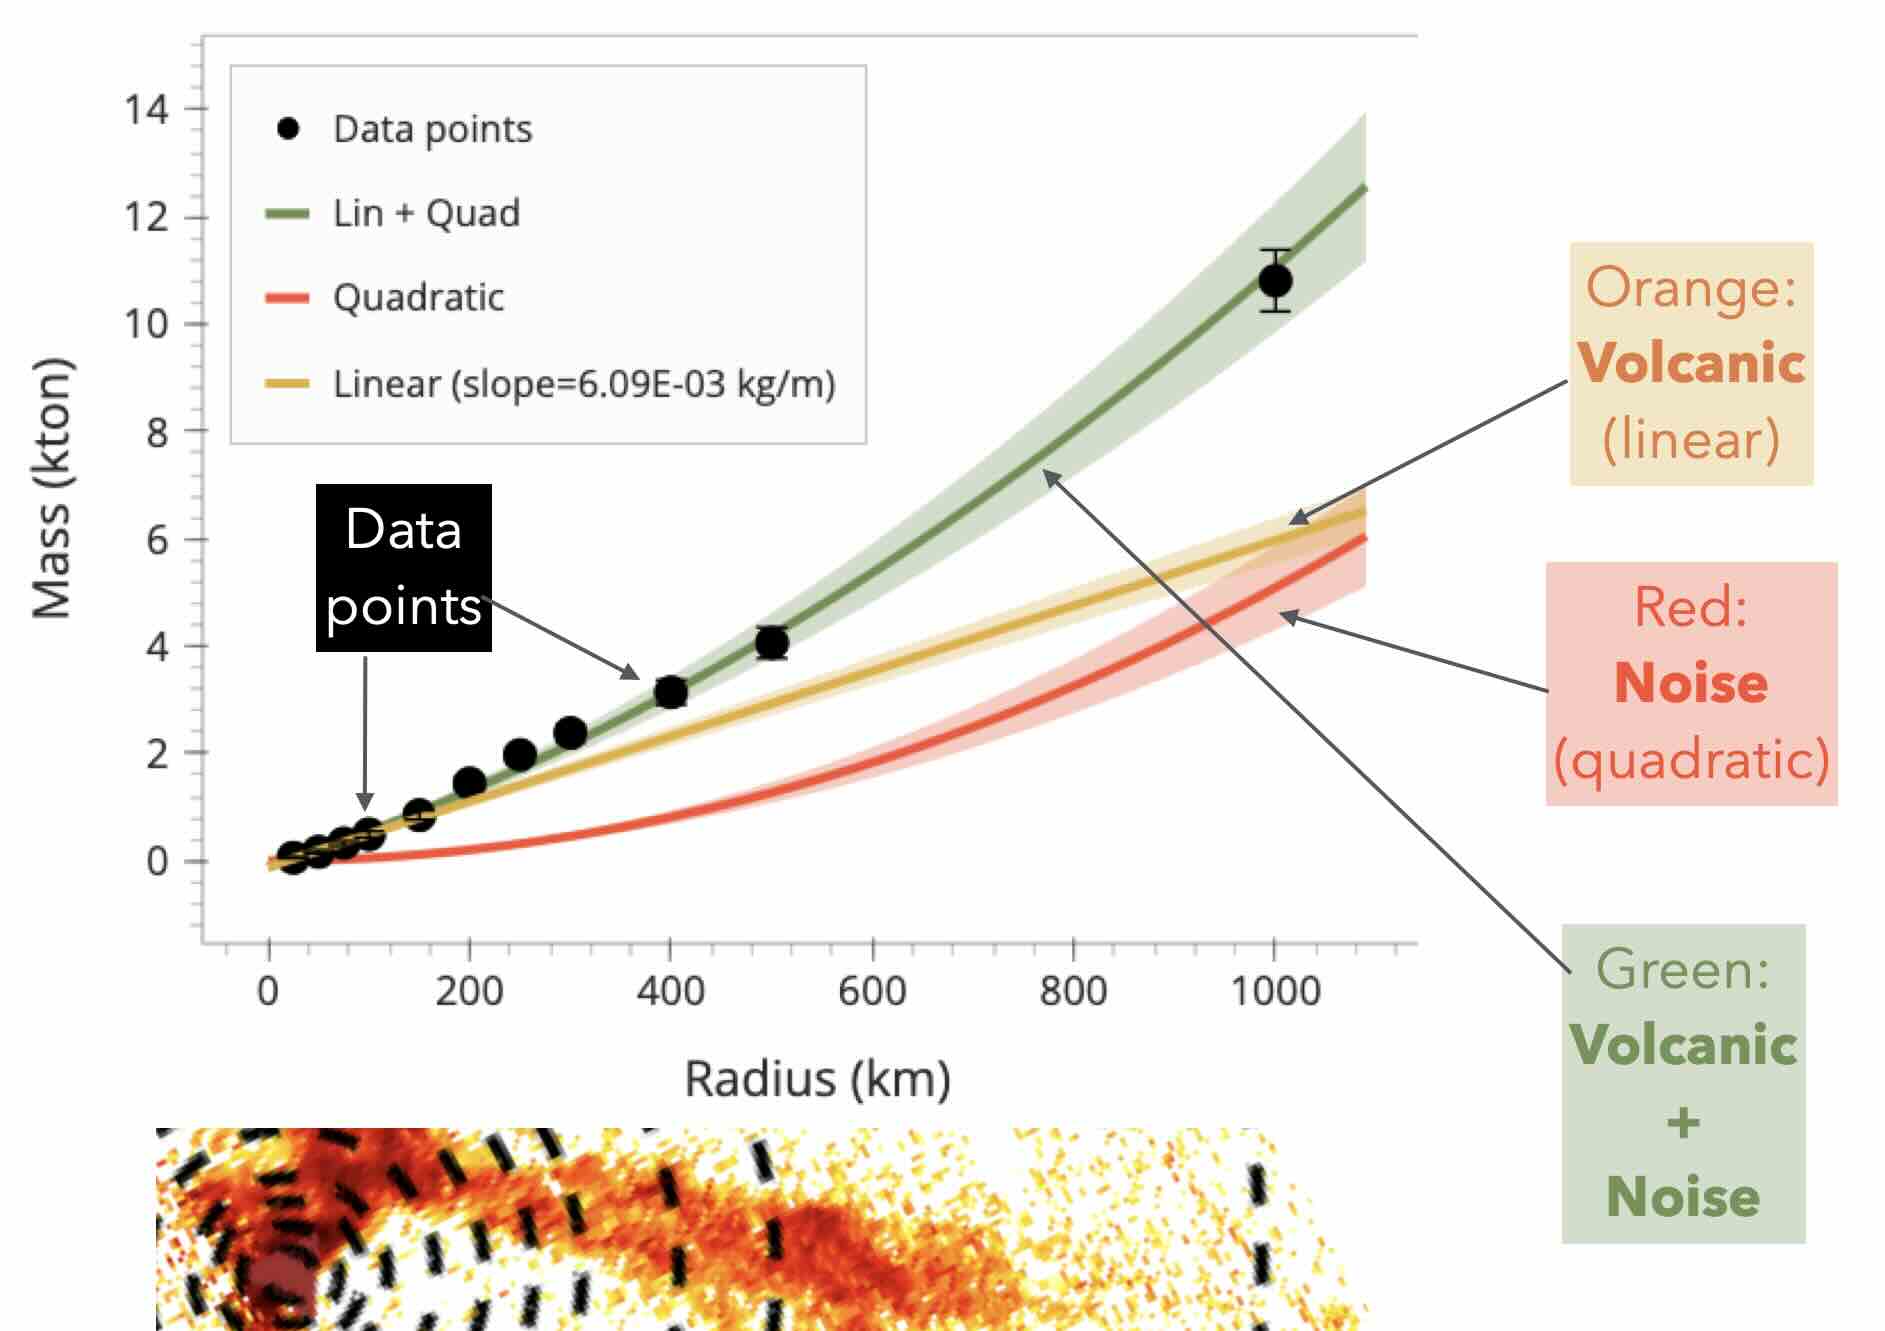 14
12
10
8
6
4
2
0
Mass (kton)
Data points
Lin + Quad
Quadratic
Linear (slope=6.09E-03 kg/m)
Data
points
0 200 400 600 800 1000
Radius (km)
Orange:
Volcanic
(linear)
Red:
Noise
(quadratic)
Green:
Volcanic
+
Noise